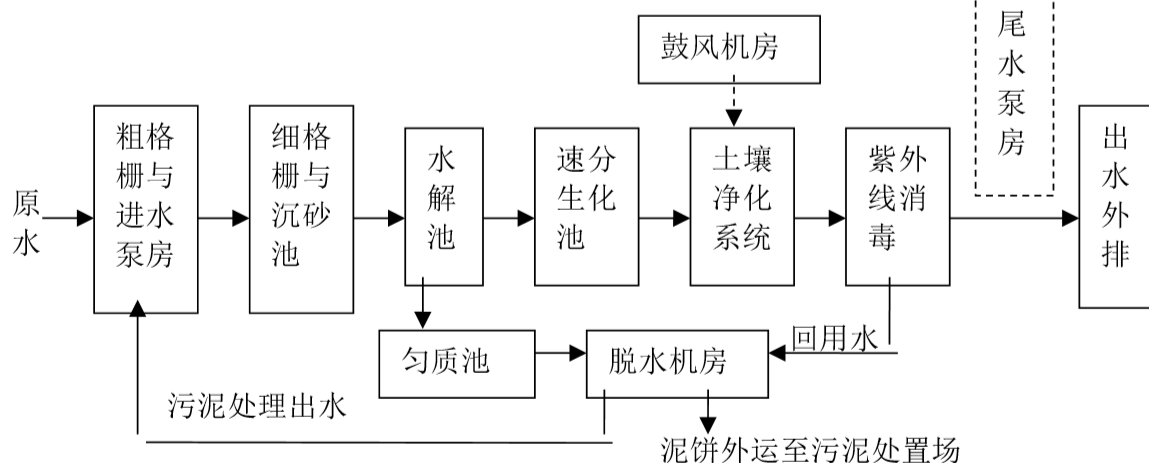 鼓风机房
尾
水
泵
房
原
水
粗格
栅与
进水
泵房
细格
栅与
沉砂
池
水
解
池
速分
生化
池
土壤
净化
系统
紫外
线消
毒
出
水
外
排
匀质池
脱水机房
回用水
污泥处理出水
泥饼外运至污泥处置场